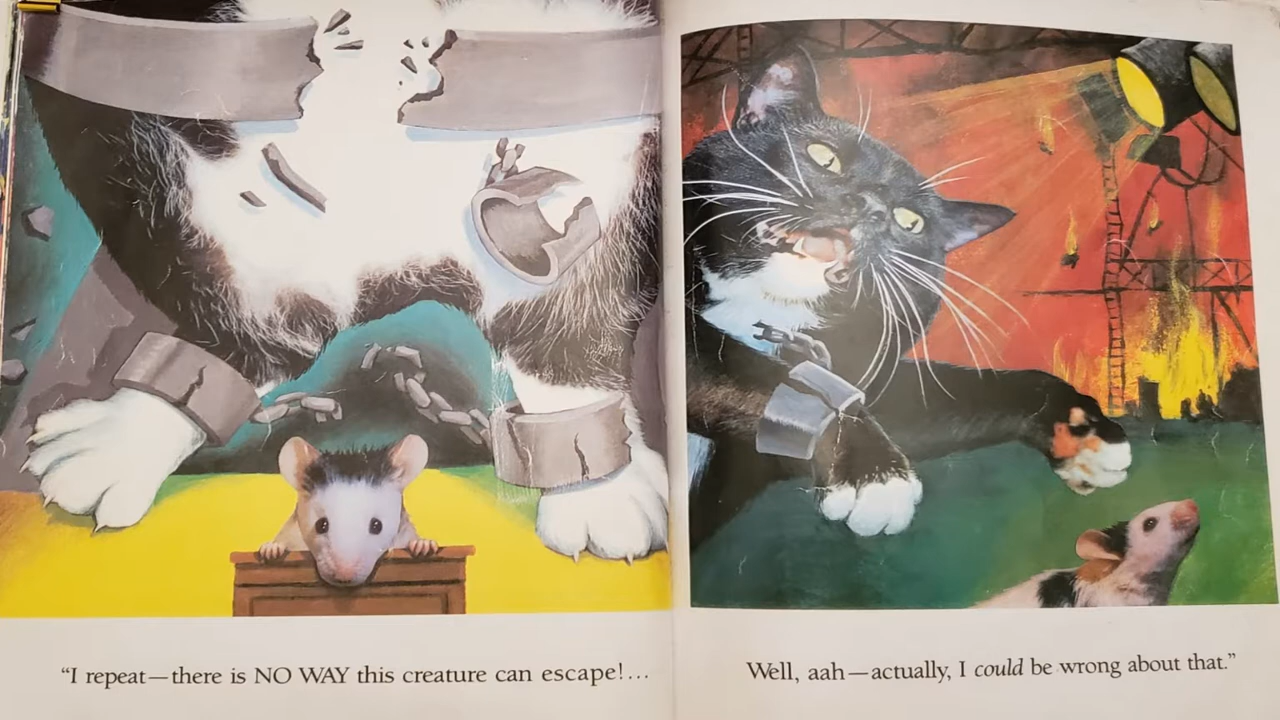 “I repeat—there is NO WAY this creature can escape!...
Well, aah—actually, I could be wrong about that.”